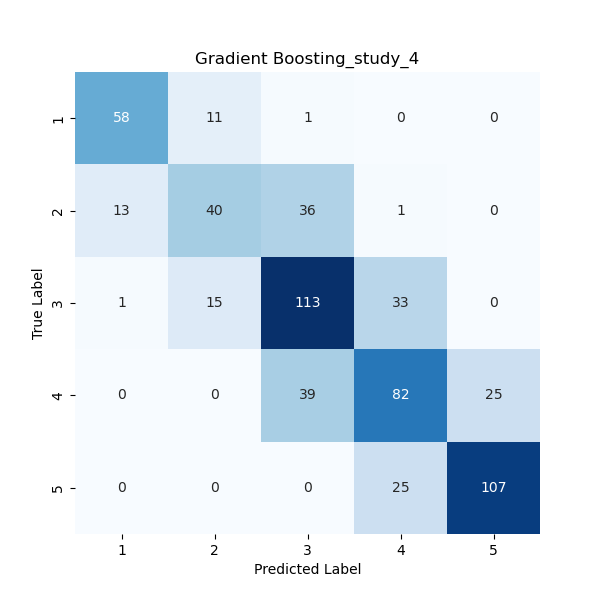 Gradient Boosting_study_4
True Label
1 58 11 1 0 0
2 13 40 36 1 0
3 1 15 113 33 0
4 0 0 39 82 25
5 0 0 0 25 107
1 2 3 4 5
Predicted Label